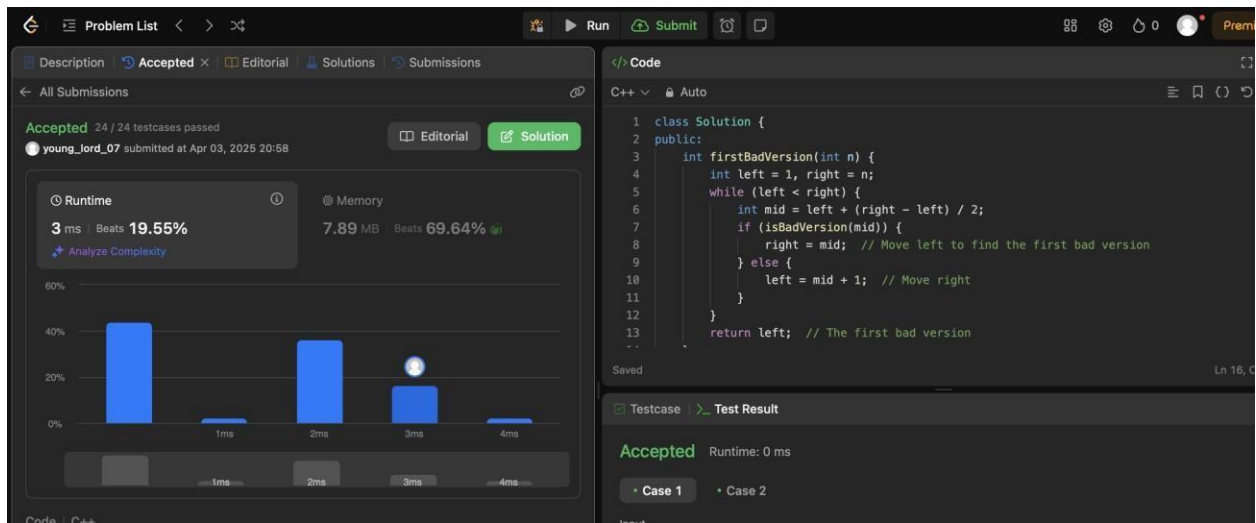 Problem List
Run
Submit
0
Premi
Description
Accepted
Editorial
Solutions
Submissions
All Submissions
Accepted 24 / 24 testcases passed
Editorial
Solution
young_lord_07 submitted at Apr 03, 2025 20:58
Runtime
3 ms | Beats 19.55%
Analyze Complexity
Memory
7.89 MB | Beats 69.64%
60%
40%
20%
0%
1ms 2ms 3ms 4ms
1ms 2ms 3ms 4ms
Code | C++
</> Code
C++ Auto
1 class Solution {
2 public:
3 int firstBadVersion(int n) {
4 int left = 1, right = n;
5 while (left < right) {
6 int mid = left + (right - left) / 2;
7 if (isBadVersion(mid)) {
8 right = mid; // Move left to find the first bad version
9 } else {
10 left = mid + 1; // Move right
11 }
12 }
13 return left; // The first bad version
Saved
Ln 16, C
Testcase | >_ Test Result
Accepted Runtime: 0 ms
• Case 1 • Case 2